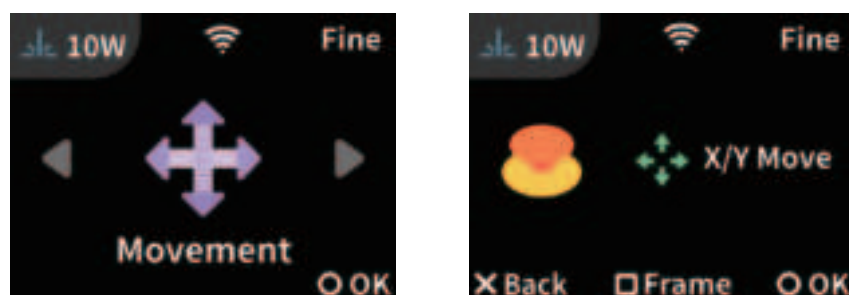 10W Fine
Movement
OK
10W Fine
X/Y Move
Back Frame OK